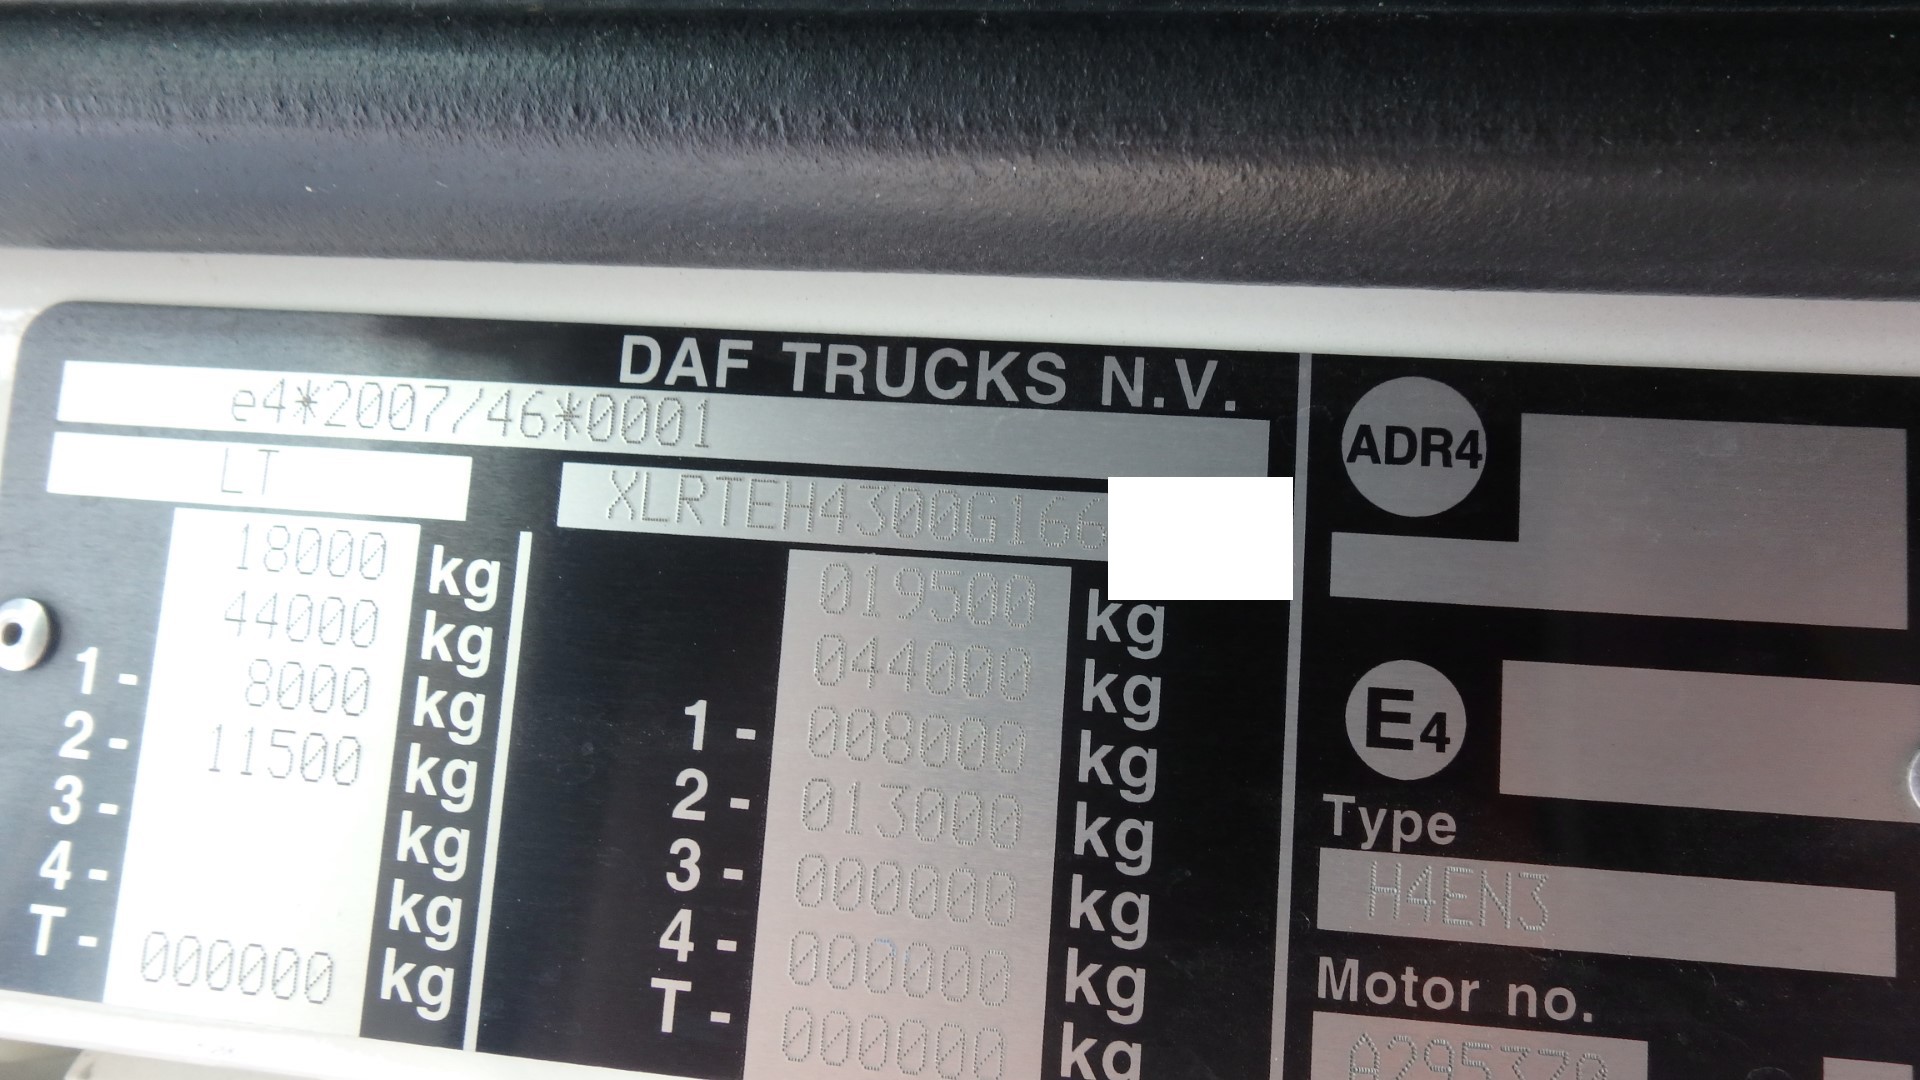 DAF TRUCKS N.V.
e4*2007/46*0001
LT
XLRTEH4300G166
18000 kg
44000 kg
1- 8000 kg
2- 11500 kg
3- kg
4- kg
T- 000000 kg
019500 kg
044000 kg
1- 008000 kg
2- 013000 kg
3- 000000 kg
4- 000000 kg
T- 000000 kg
ADR4
E4
Type
H4EN3
Motor no.
A295370